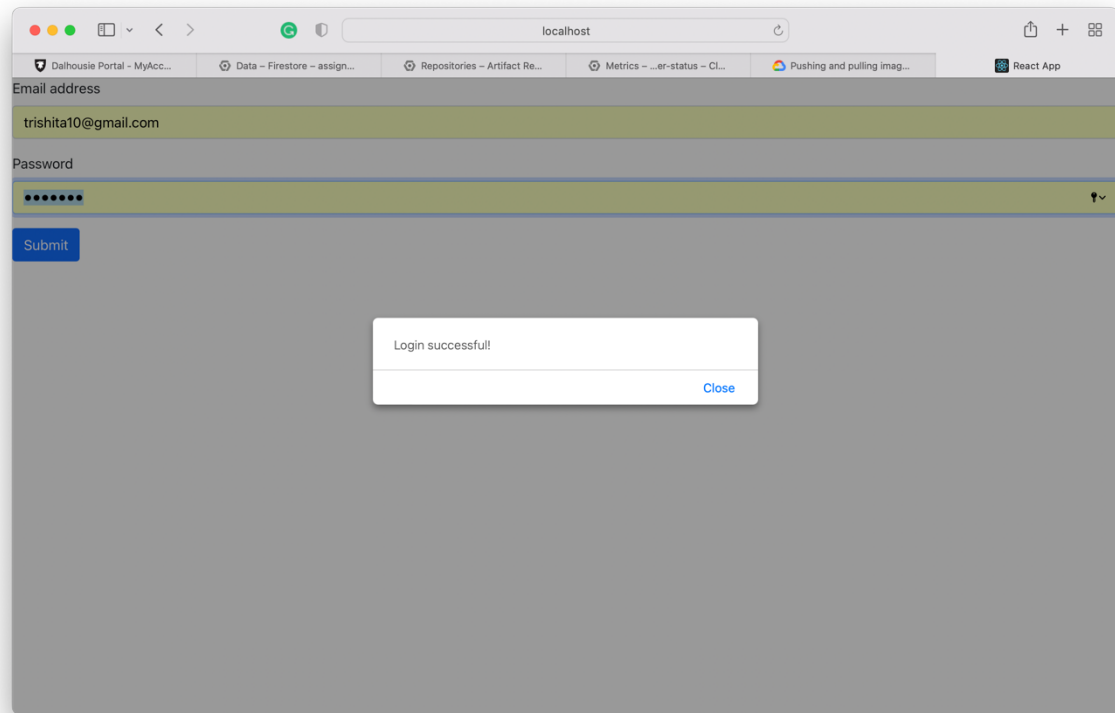 localhost
Dalhousie Portal - MyAcc...
Data – Firestore – assign...
Repositories – Artifact Re...
Metrics – ...er-status – Cl...
Pushing and pulling imag...
React App
Email address
trishita10@gmail.com
Password
•••••••
Submit
Login successful!
Close